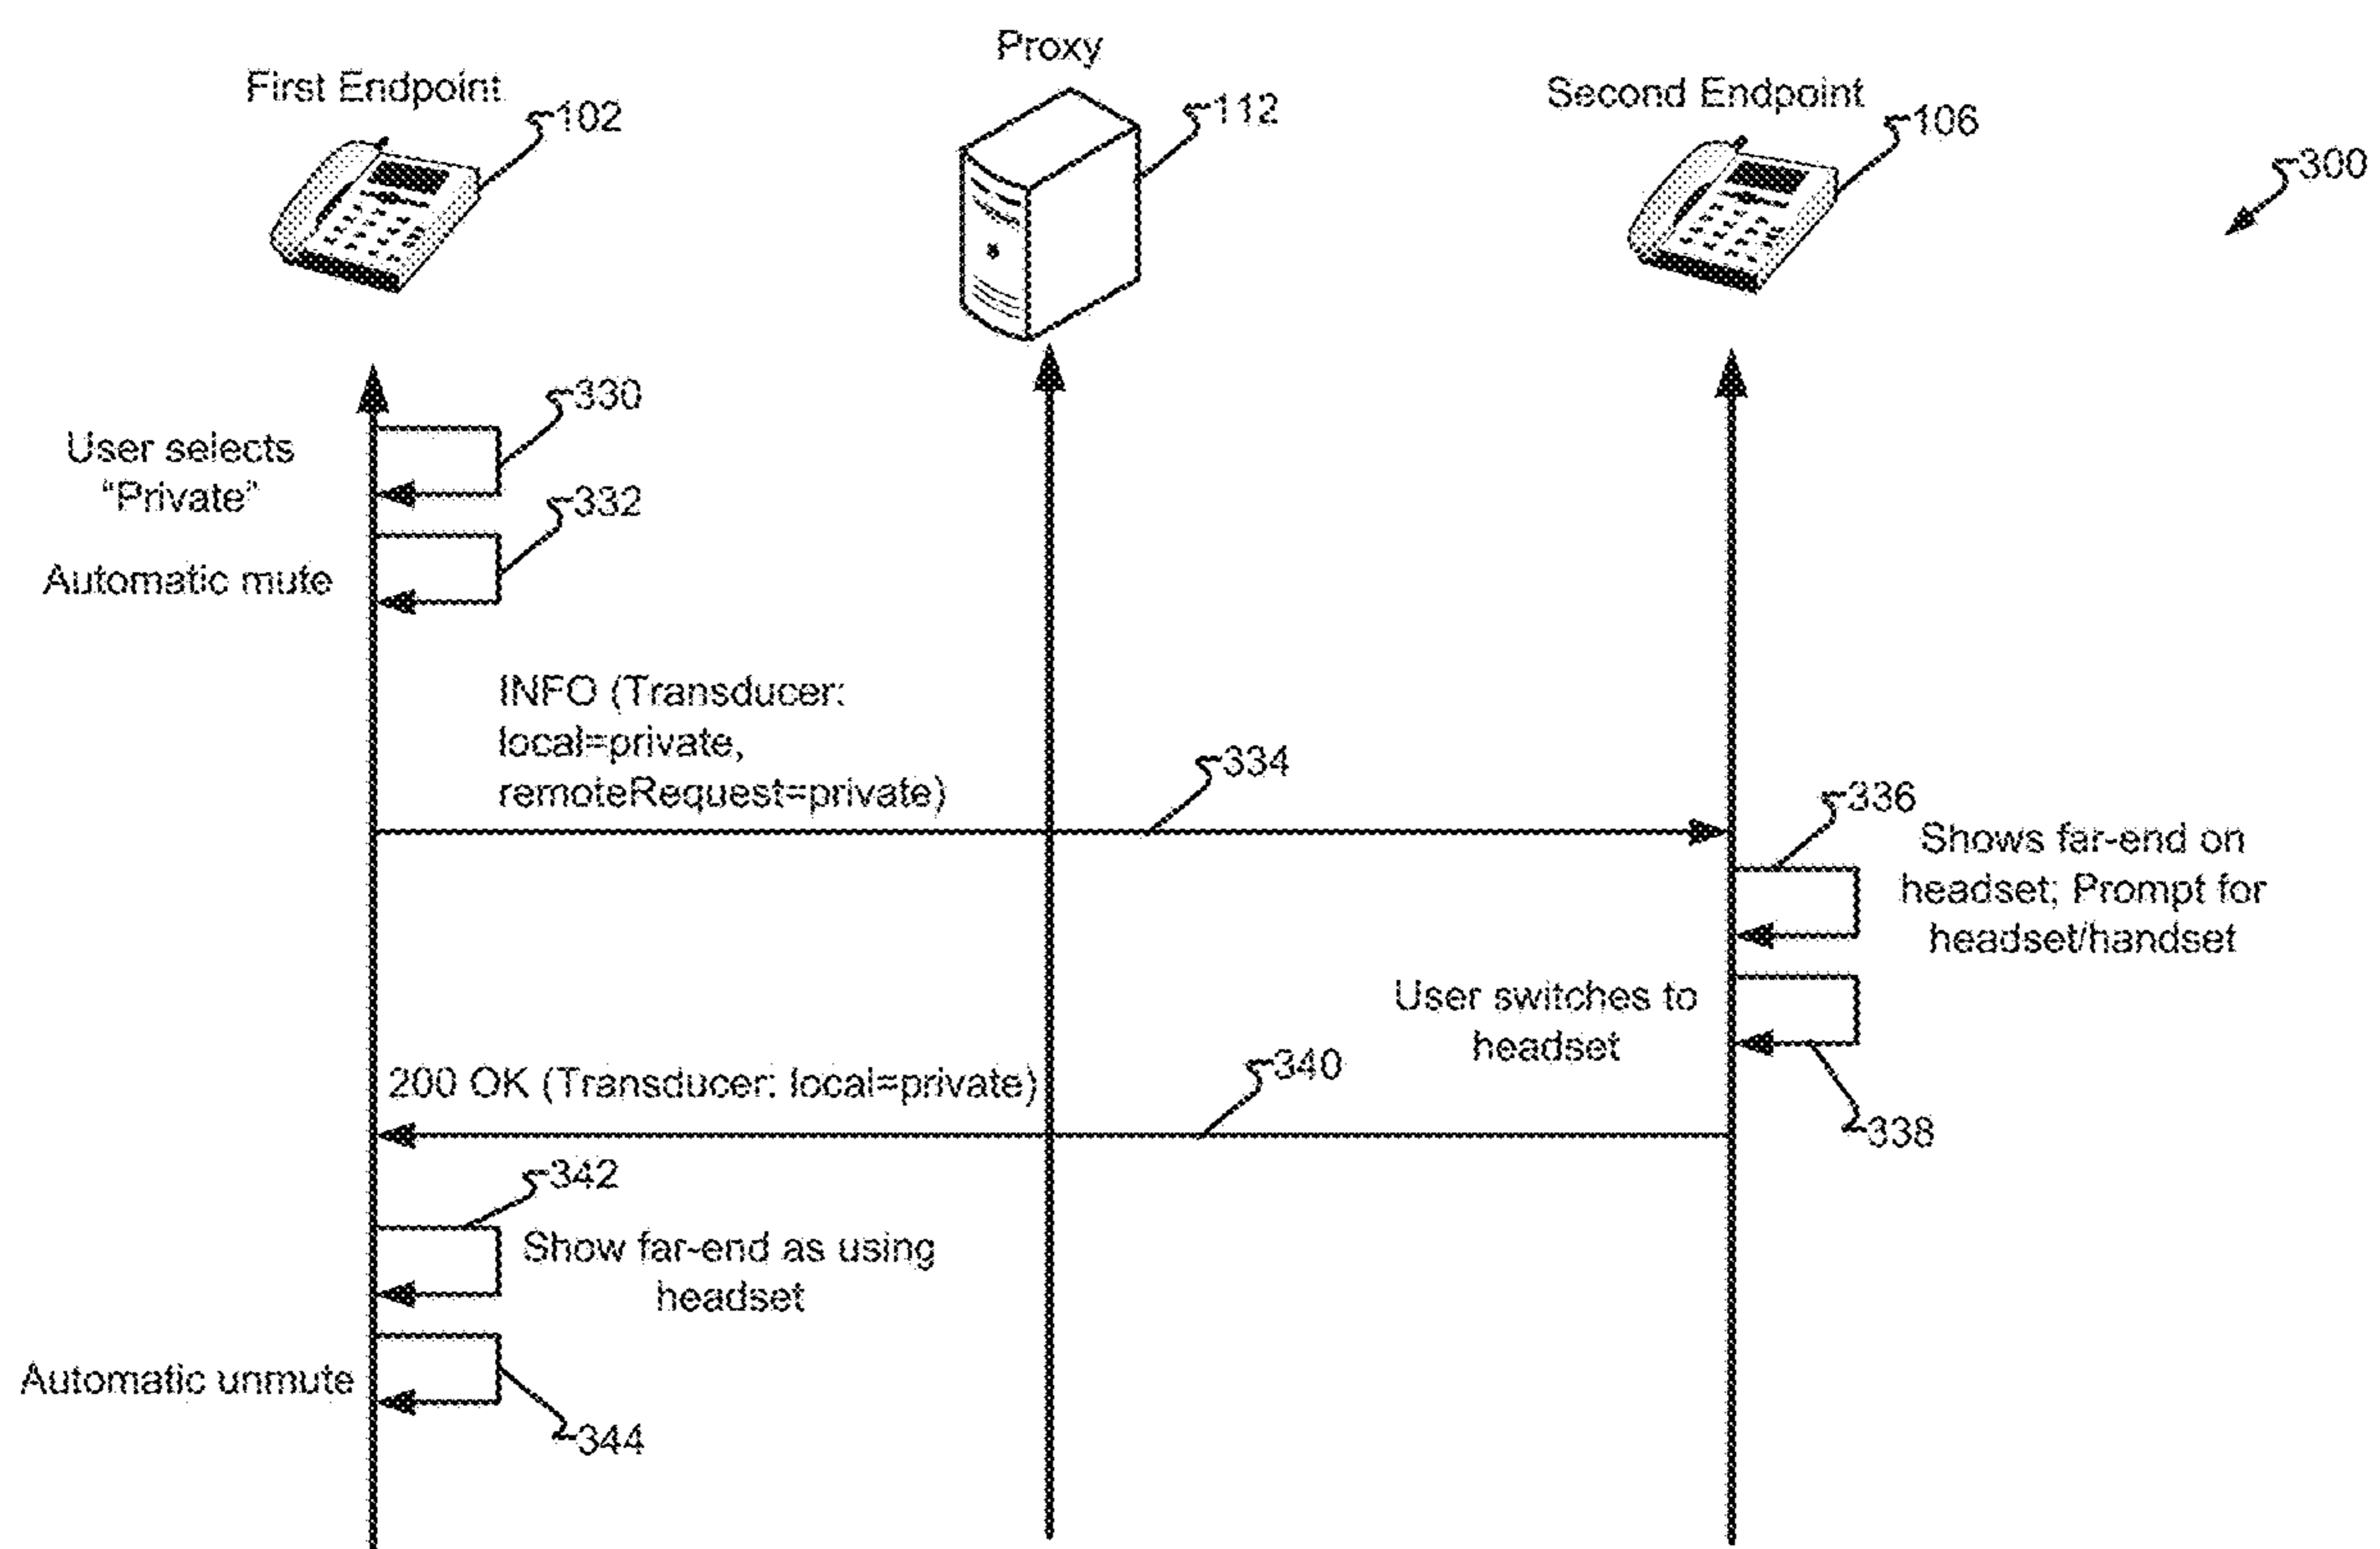 Proxy
First Endpoint
102
112
Second Endpoint
106
300
330
User selects
“Private”
332
Automatic mute
INFO (Transducer:
local=private,
remoteRequest=private)
334
336
Shows far-end on
headset; Prompt for
headset/handset
User switches to
headset
338
340
200 OK (Transducer: local=private)
342
Show far-end as using
headset
Automatic unmute
344